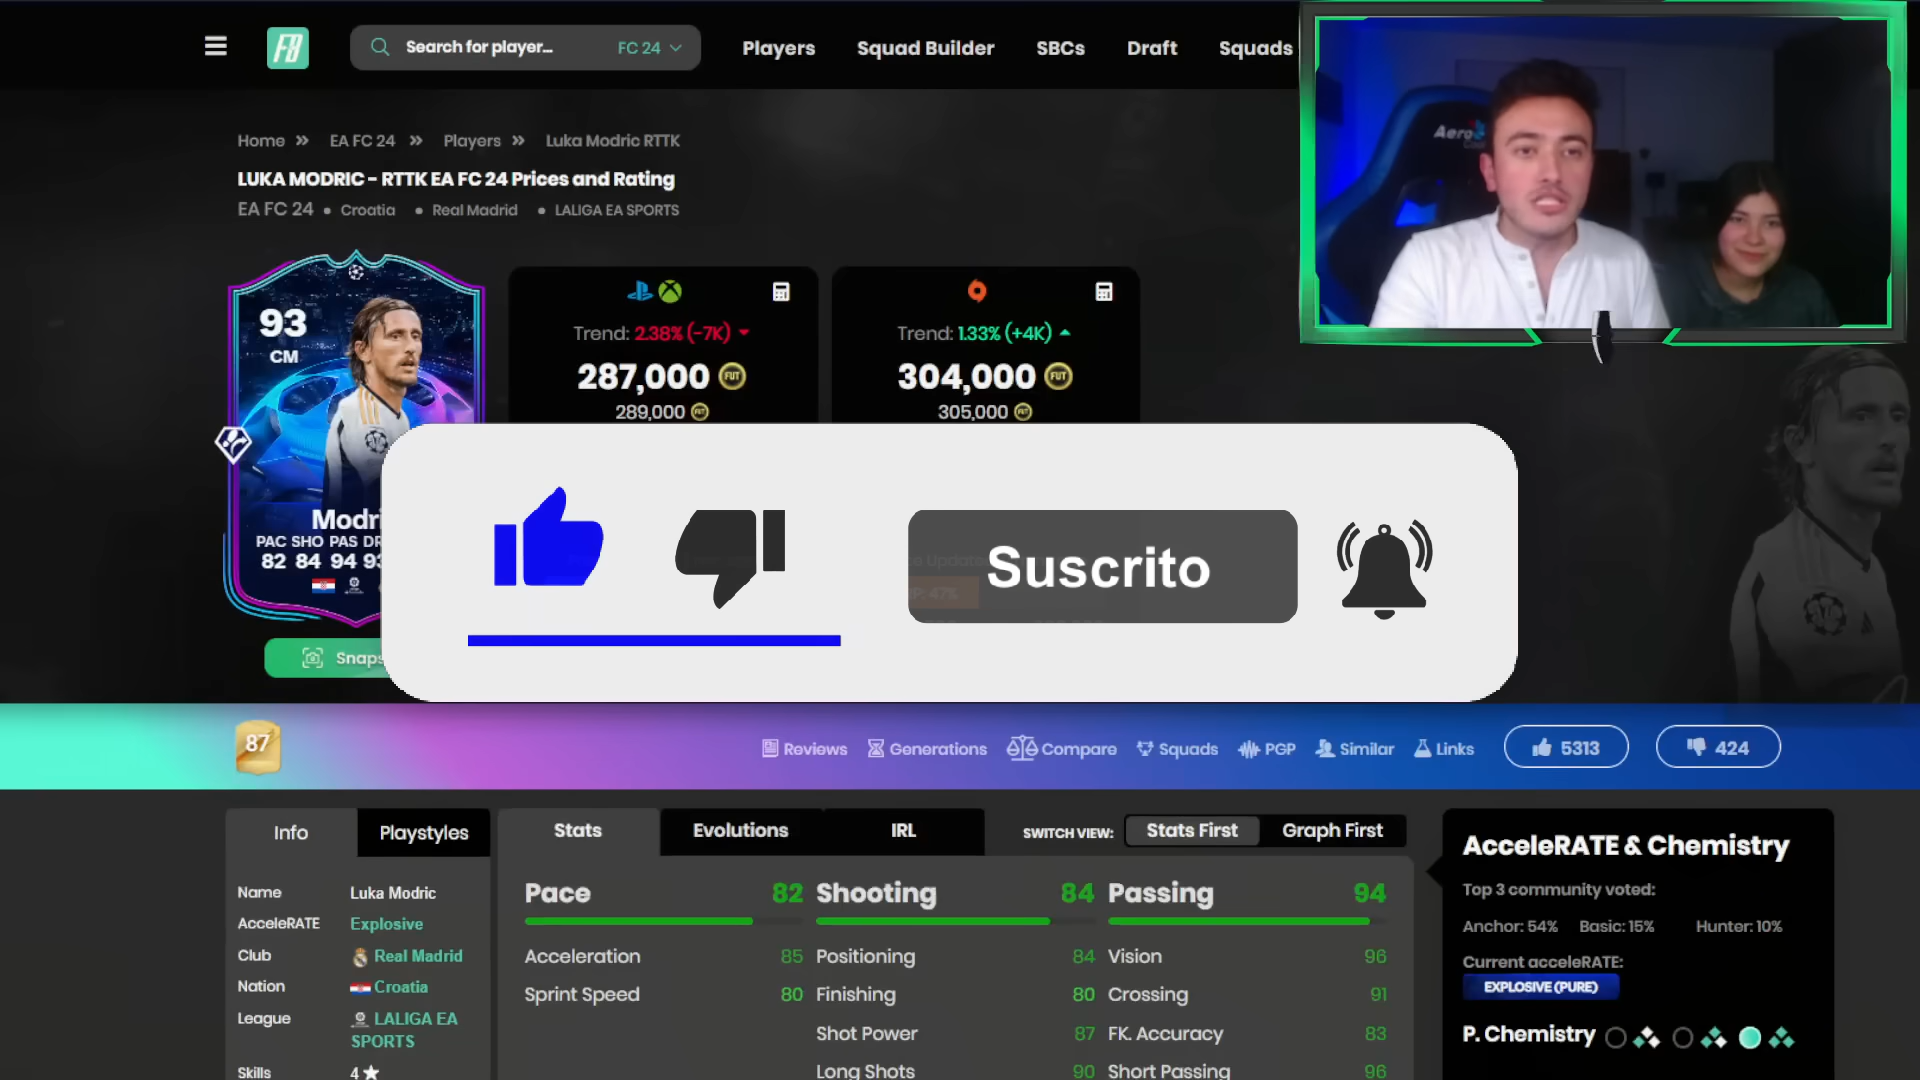 Search for player...
FC 24
Players
Squad Builder
SBCs
Draft
Squads
Aero
Home » EA FC 24 » Players » Luka Modric RTTK
LUKA MODRIC - RTTK EA FC 24 Prices and Rating
EA FC 24 • Croatia • Real Madrid • LALIGA EA SPORTS
93
CM
Modri
PAC SHO PAS DR
82 84 94 93
Snaps
Trend: 2.38% (-7K)
287,000 FUT
289,000
Trend: 1.33% (+4K)
304,000 FUT
305,000
Suscrito
87
Reviews
Generations
Compare
Squads
PGP
Similar
Links
5313
424
Info
Playstyles
Name Luka Modric
AcceleRATE Explosive
Club Real Madrid
Nation Croatia
League LALIGA EA
SPORTS
Skills 4★
Stats
Evolutions
IRL
SWITCH VIEW:
Stats First
Graph First
Pace 82
Acceleration 85
Sprint Speed 80
Shooting 84
Positioning 84
Finishing 80
Shot Power 87
Long Shots 90
Passing 94
Vision 96
Crossing 91
FK. Accuracy 83
Short Passing 96
AcceleRATE & Chemistry
Top 3 community voted:
Anchor: 54% Basic: 15% Hunter: 10%
Current acceleRATE:
EXPLOSIVE (PURE)
P. Chemistry